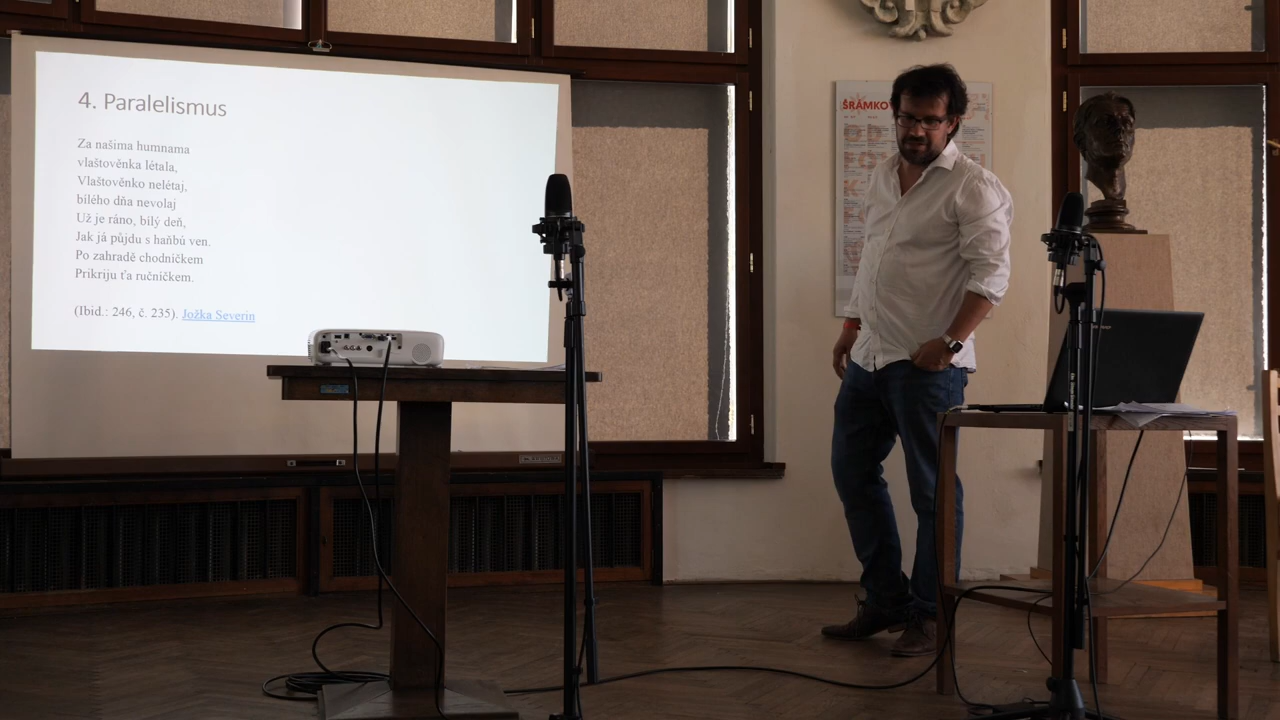 4. Paralelismus
Za našima humnama
vlaštověnka létala,
Vlaštověnko nelétaj,
bílého dňa nevolaj
Už je ráno, bílý deň,
Jak já půjdu s haňbú ven.
Po zahradě chodníčkem
Prikriju ťa ručníčkem.
(Ibid.: 246, č. 235). Jožka Severin
ŠRÁMKO